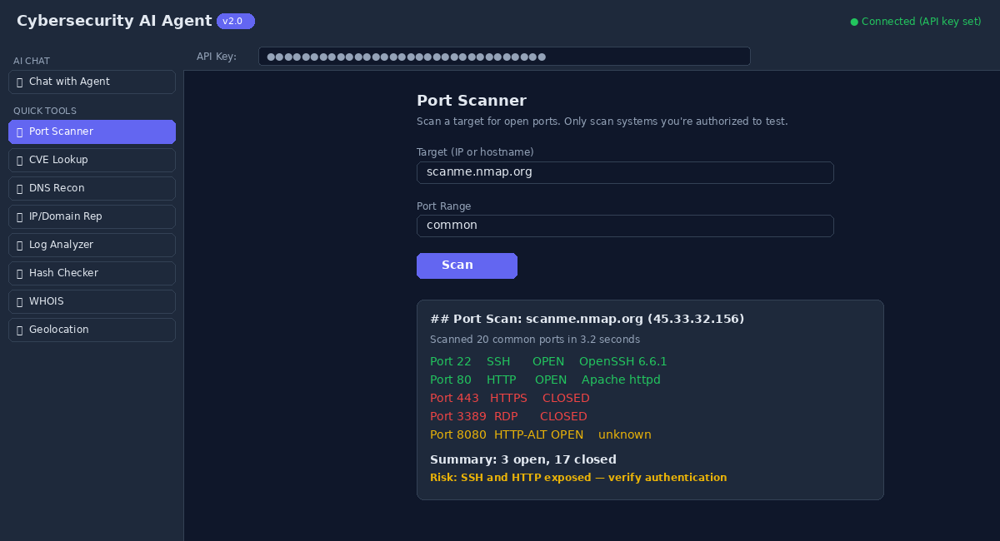 Cybersecurity AI Agent v2.0
● Connected (API key set)
AI CHAT
Chat with Agent
QUICK TOOLS
Port Scanner
CVE Lookup
DNS Recon
IP/Domain Rep
Log Analyzer
Hash Checker
WHOIS
Geolocation
API Key: ●●●●●●●●●●●●●●●●●●●●●●●●●●●●●●●●
Port Scanner
Scan a target for open ports. Only scan systems you're authorized to test.
Target (IP or hostname)
scanme.nmap.org
Port Range
common
Scan
## Port Scan: scanme.nmap.org (45.33.32.156)
Scanned 20 common ports in 3.2 seconds
Port 22 SSH OPEN OpenSSH 6.6.1
Port 80 HTTP OPEN Apache httpd
Port 443 HTTPS CLOSED
Port 3389 RDP CLOSED
Port 8080 HTTP-ALT OPEN unknown
Summary: 3 open, 17 closed
Risk: SSH and HTTP exposed — verify authentication